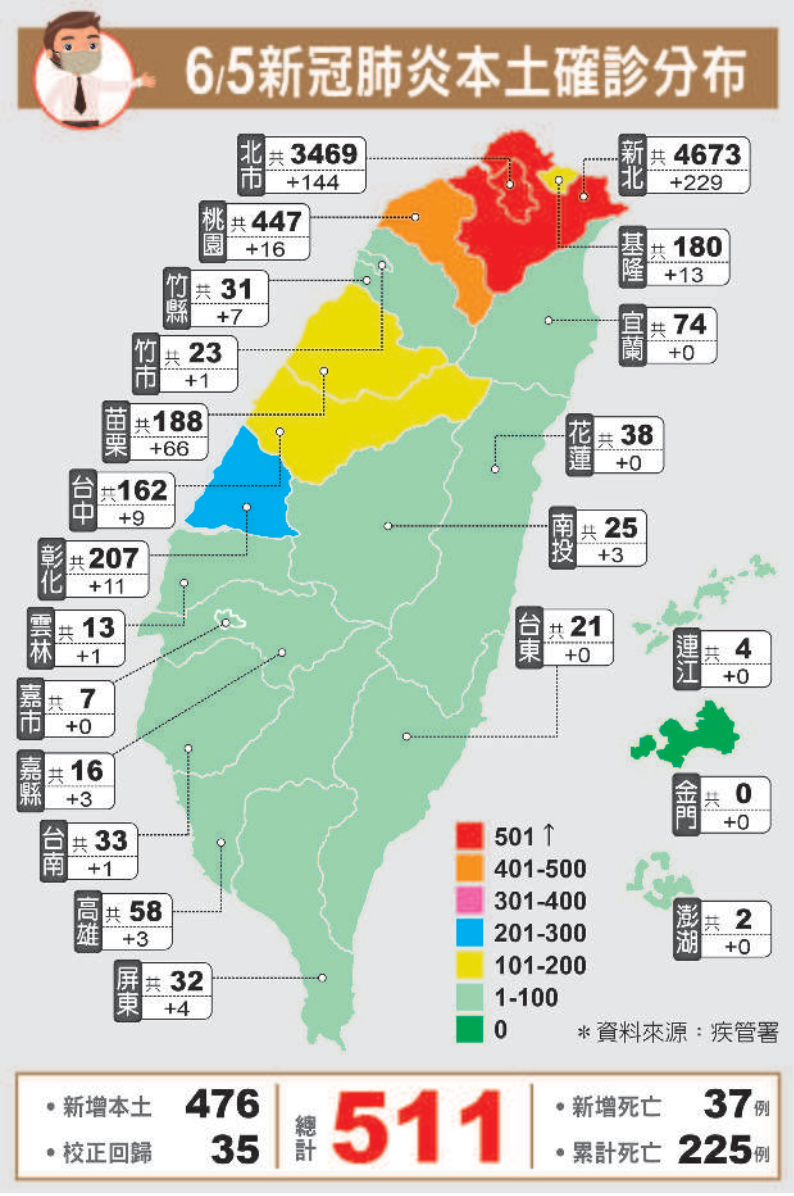 6/5新冠肺炎本土確診分布
北市 共 3469
+144
新北 共 4673
+229
桃園 共 447
+16
基隆 共 180
+13
竹縣 共 31
+7
宜蘭 共 74
+0
竹市 共 23
+1
苗栗 共 188
+66
花蓮 共 38
+0
台中 共 162
+9
南投 共 25
+3
彰化 共 207
+11
雲林 共 13
+1
台東 共 21
+0
連江 共 4
+0
嘉市 共 7
+0
嘉縣 共 16
+3
金門 共 0
+0
台南 共 33
+1
高雄 共 58
+3
澎湖 共 2
+0
屏東 共 32
+4
501↑
401-500
301-400
201-300
101-200
1-100
0
＊資料來源：疾管署
•新增本土 476
•校正回歸 35
總計 511
•新增死亡 37例
•累計死亡 225例